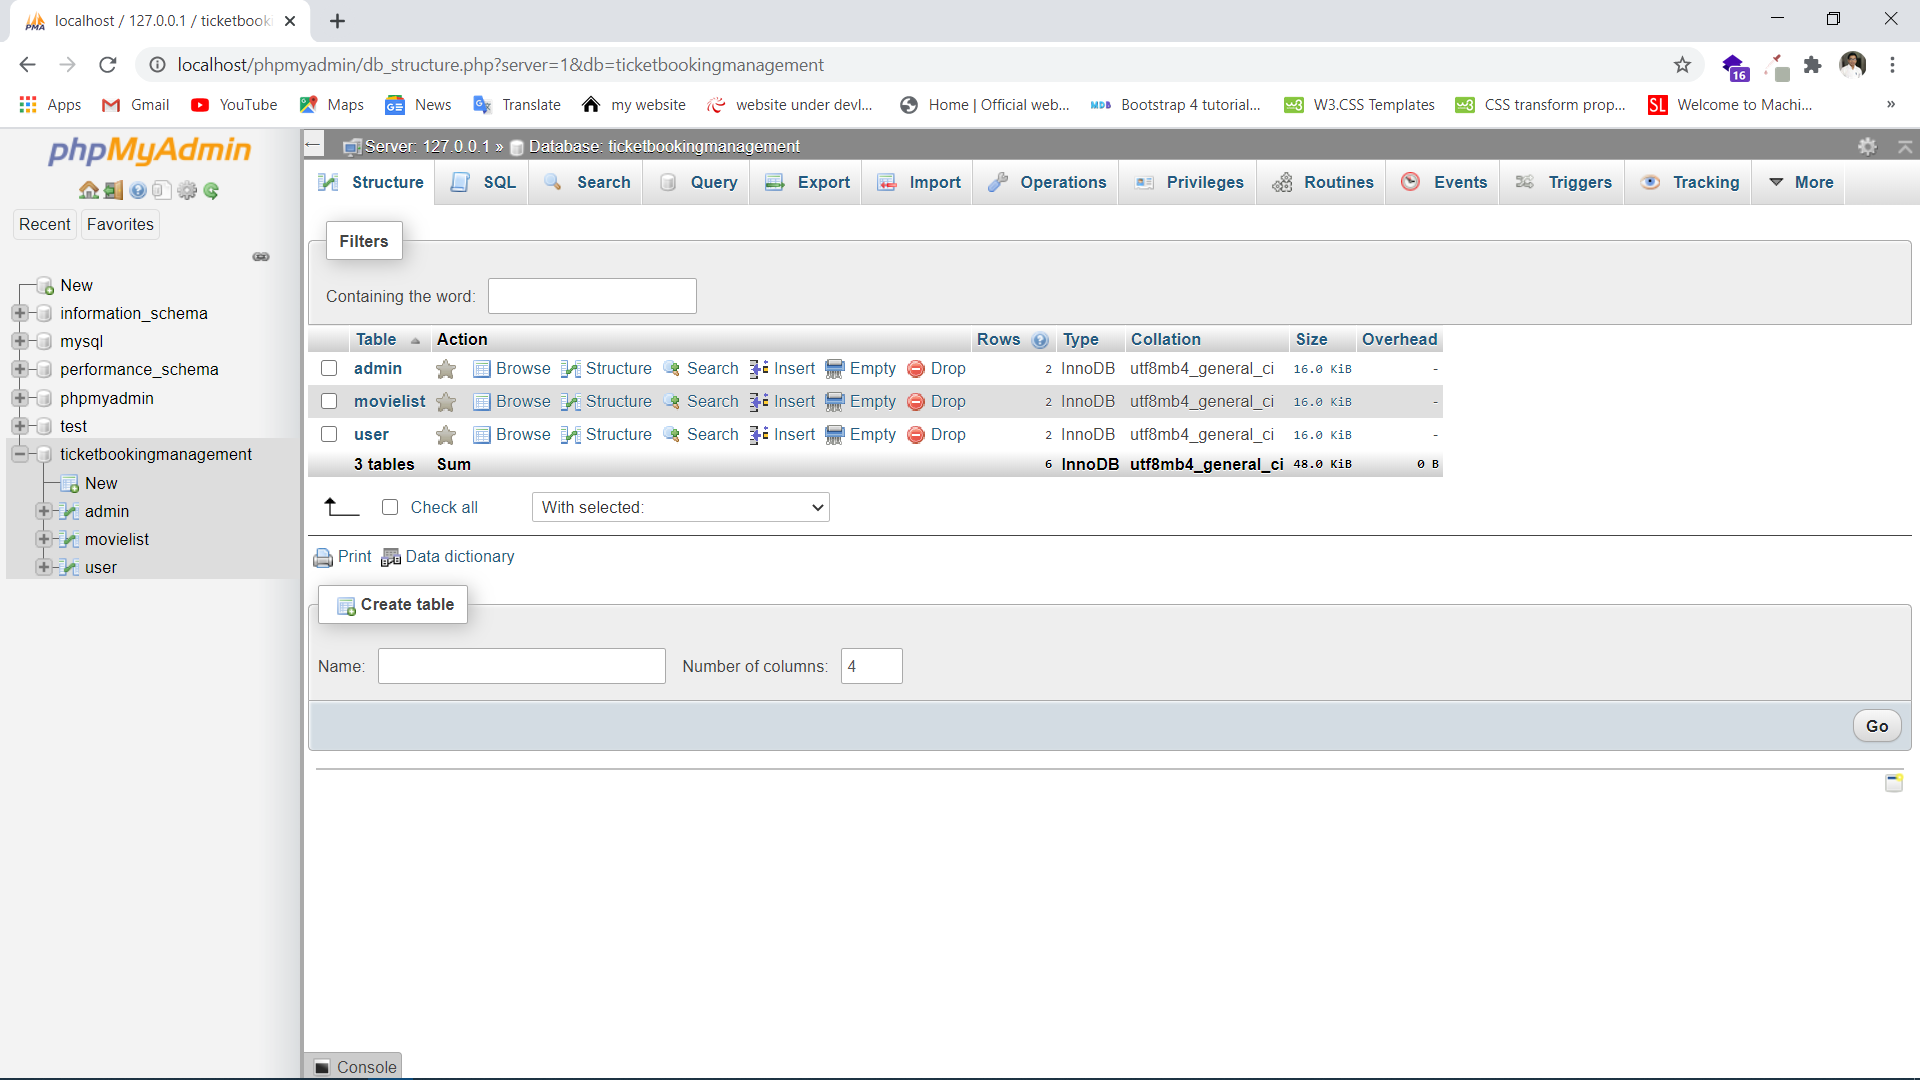 localhost / 127.0.0.1 / ticketbooki
localhost/phpmyadmin/db_structure.php?server=1&db=ticketbookingmanagement
16
Apps Gmail YouTube Maps News Translate my website website under devl... Home | Official web... MDB Bootstrap 4 tutorial... W3.CSS Templates CSS transform prop... SL Welcome to Machi... »
phpMyAdmin
Recent Favorites
New
information_schema
mysql
performance_schema
phpmyadmin
test
ticketbookingmanagement
New
admin
movielist
user
Server: 127.0.0.1 » Database: ticketbookingmanagement
Structure SQL Search Query Export Import Operations Privileges Routines Events Triggers Tracking More
Filters
Containing the word:
Table Action Rows Type Collation Size Overhead
admin Browse Structure Search Insert Empty Drop 2 InnoDB utf8mb4_general_ci 16.0 KiB -
movielist Browse Structure Search Insert Empty Drop 2 InnoDB utf8mb4_general_ci 16.0 KiB -
user Browse Structure Search Insert Empty Drop 2 InnoDB utf8mb4_general_ci 16.0 KiB -
3 tables Sum 6 InnoDB utf8mb4_general_ci 48.0 KiB 0 B
Check all With selected:
Print Data dictionary
Create table
Name: Number of columns: 4
Go
Console